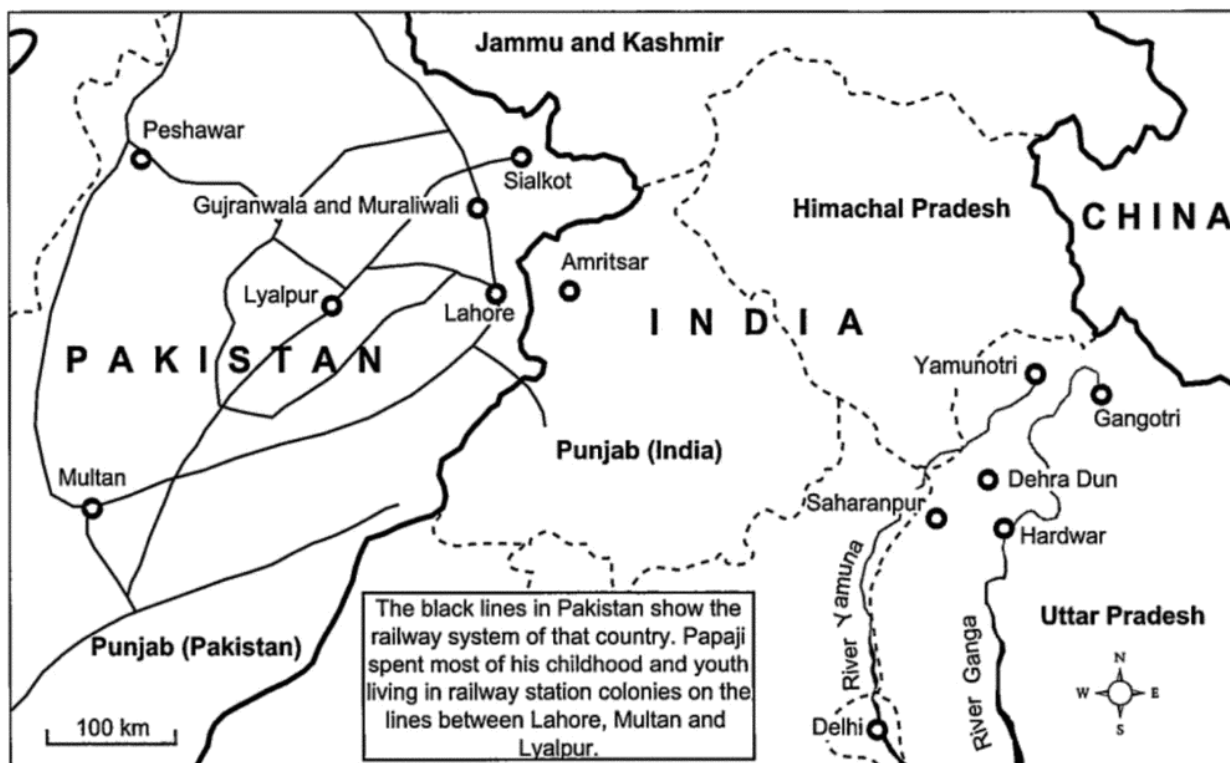 Jammu and Kashmir
Peshawar
Sialkot
Gujranwala and Muraliwali
Himachal Pradesh
CHINA
Amritsar
Lyalpur
Lahore
INDIA
PAKISTAN
Yamunotri
Gangotri
Punjab (India)
Multan
Dehra Dun
Saharanpur
Hardwar
River Yamuna
River Ganga
Uttar Pradesh
Punjab (Pakistan)
The black lines in Pakistan show the
railway system of that country. Papaji
spent most of his childhood and youth
living in railway station colonies on the
lines between Lahore, Multan and
Lyalpur.
N
W E
S
100 km
Delhi